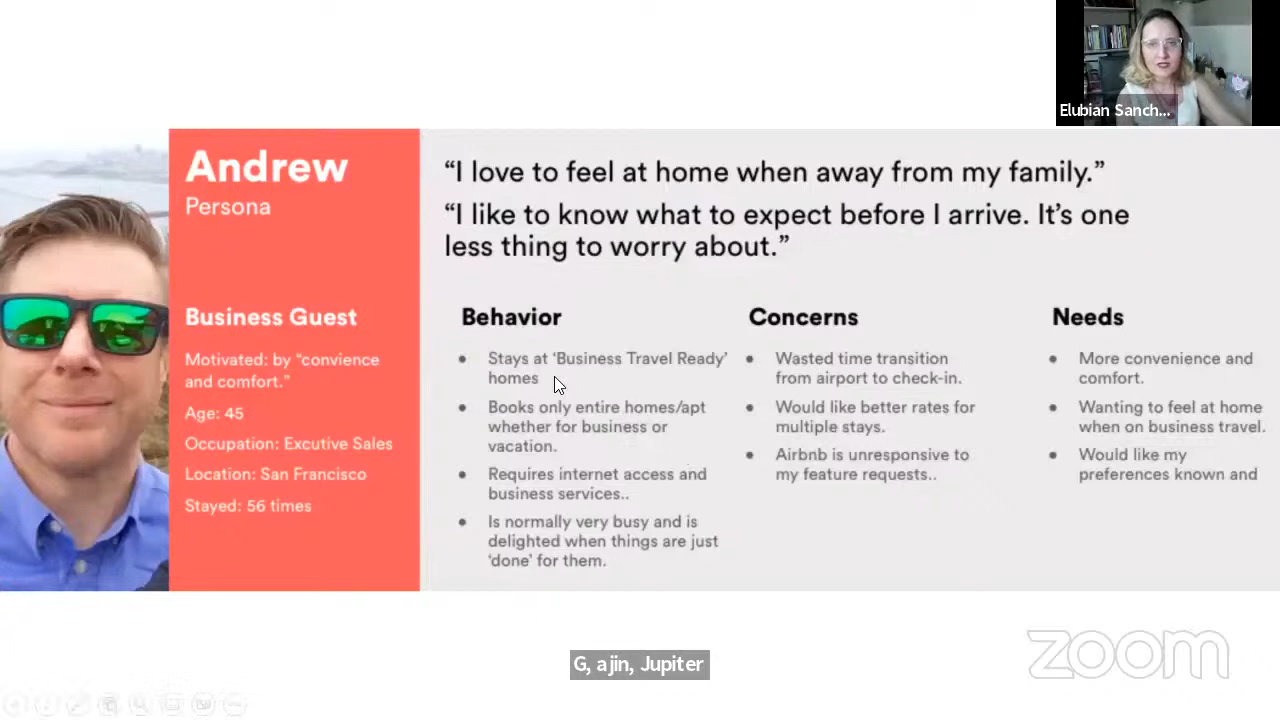 Elubian Sanch...
Andrew
Persona
“I love to feel at home when away from my family.”
“I like to know what to expect before I arrive. It’s one
less thing to worry about.”
Business Guest
Motivated: by “convience
and comfort.”
Age: 45
Occupation: Excutive Sales
Location: San Francisco
Stayed: 56 times
Behavior
Stays at ‘Business Travel Ready’
homes
Books only entire homes/apt
whether for business or
vacation.
Requires internet access and
business services..
Is normally very busy and is
delighted when things are just
‘done’ for them.
Concerns
Wasted time transition
from airport to check-in.
Would like better rates for
multiple stays.
Airbnb is unresponsive to
my feature requests..
Needs
More convenience and
comfort.
Wanting to feel at home
when on business travel.
Would like my
preferences known and
G, ajin, Jupiter
zoom